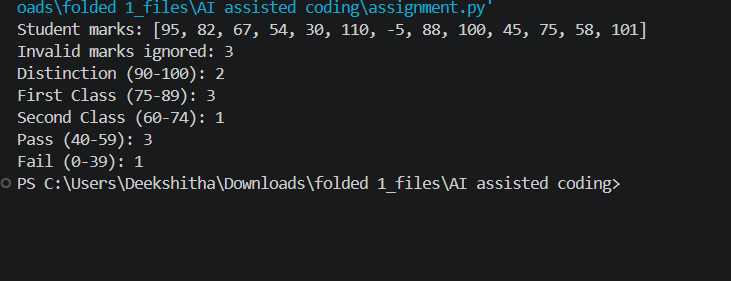 oads\folded 1_files\AI assisted coding\assignment.py'
Student marks: [95, 82, 67, 54, 30, 110, -5, 88, 100, 45, 75, 58, 101]
Invalid marks ignored: 3
Distinction (90-100): 2
First Class (75-89): 3
Second Class (60-74): 1
Pass (40-59): 3
Fail (0-39): 1
PS C:\Users\Deekshitha\Downloads\folded 1_files\AI assisted coding>